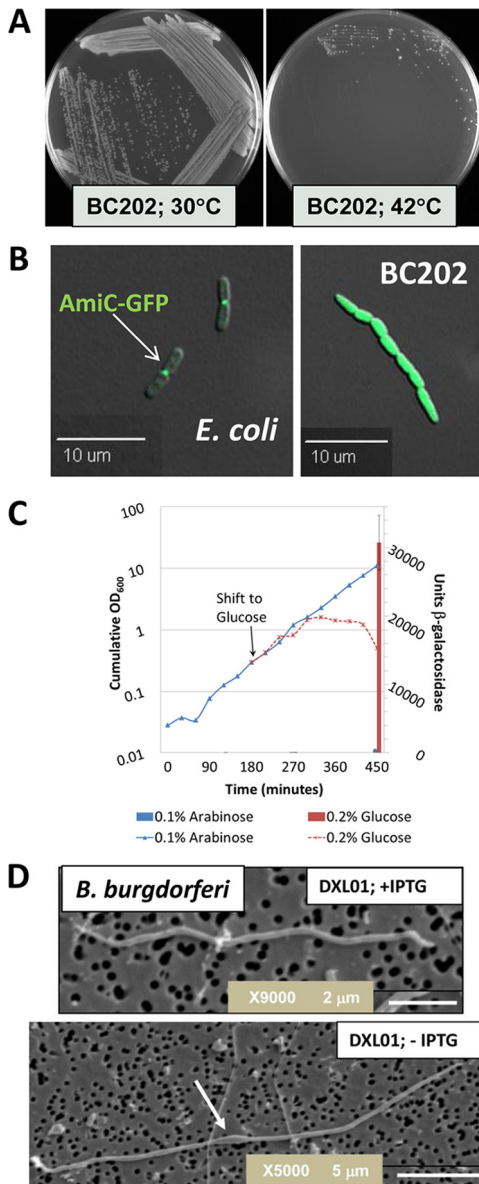 A
BC202; 30°C
BC202; 42°C
B
AmiC-GFP
10 um
E. coli
BC202
10 um
C
Cumulative OD600
100
10
1
0.1
0.01
Shift to
Glucose
30000
20000
10000
0
Units β-galactosidase
0 90 180 270 360 450
Time (minutes)
0.1% Arabinose
0.2% Glucose
0.1% Arabinose
0.2% Glucose
D
B. burgdorferi
DXL01; +IPTG
X9000 2 µm
DXL01; - IPTG
X5000 5 µm